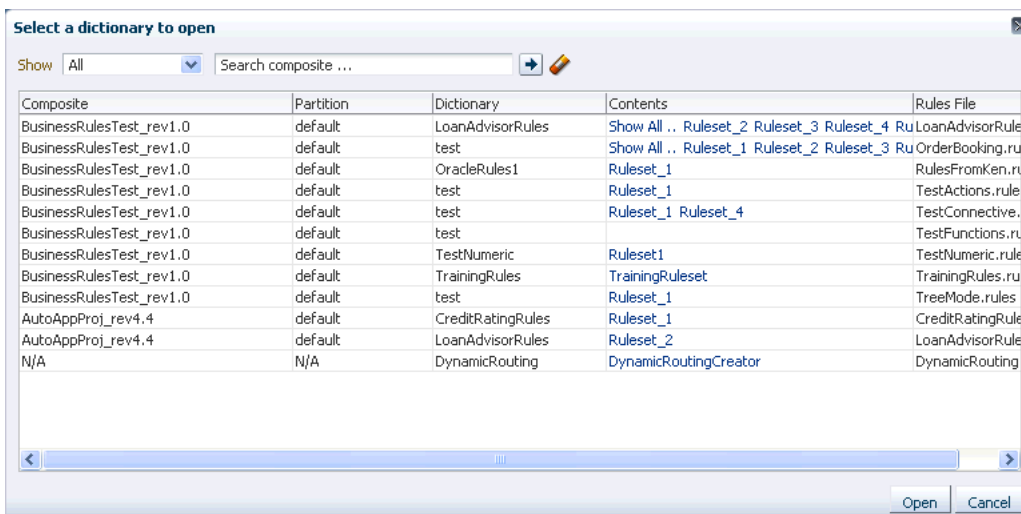 Select a dictionary to open
Show All Search composite ...
Composite Partition Dictionary Contents Rules File
BusinessRulesTest_rev1.0 default LoanAdvisorRules Show All .. Ruleset_2 Ruleset_3 Ruleset_4 Ru LoanAdvisorRule
BusinessRulesTest_rev1.0 default test Show All .. Ruleset_1 Ruleset_2 Ruleset_3 Ru OrderBooking.ru
BusinessRulesTest_rev1.0 default OracleRules1 Ruleset_1 RulesFromKen.ru
BusinessRulesTest_rev1.0 default test Ruleset_1 TestActions.rule
BusinessRulesTest_rev1.0 default test Ruleset_1 Ruleset_4 TestConnective.
BusinessRulesTest_rev1.0 default test TestFunctions.ru
BusinessRulesTest_rev1.0 default TestNumeric Ruleset1 TestNumeric.rule
BusinessRulesTest_rev1.0 default TrainingRules TrainingRuleset TrainingRules.ru
BusinessRulesTest_rev1.0 default test Ruleset_1 TreeMode.rules
AutoAppProj_rev4.4 default CreditRatingRules Ruleset_1 CreditRatingRule
AutoAppProj_rev4.4 default LoanAdvisorRules Ruleset_2 LoanAdvisorRule
N/A N/A DynamicRouting DynamicRoutingCreator DynamicRouting
Open Cancel